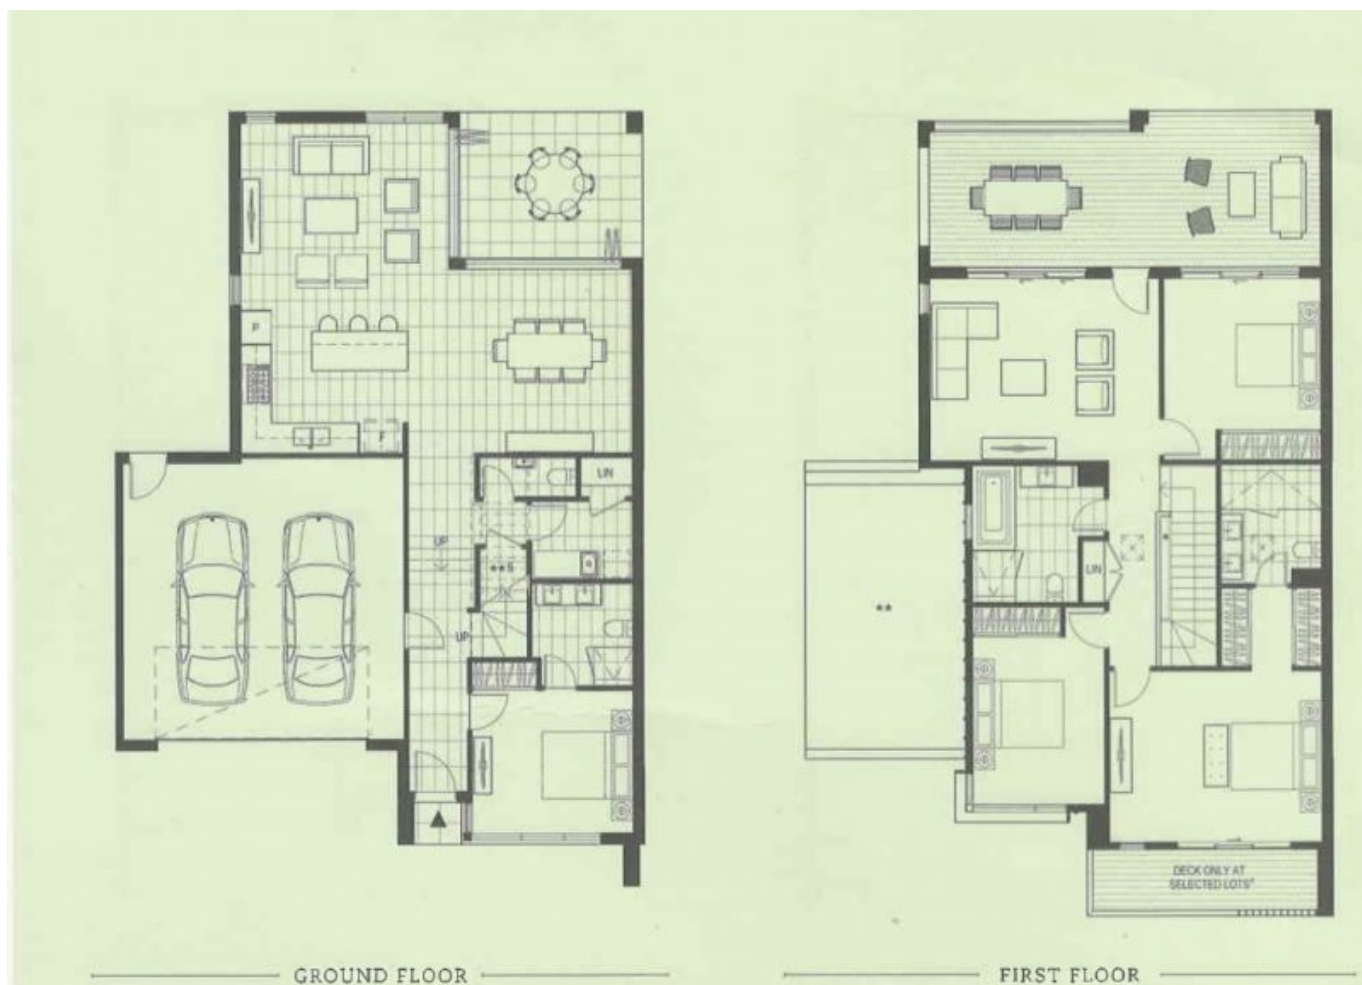 P
F
LIN
UP
**S
UP
GROUND FLOOR
LIN
**
DECK ONLY AT
SELECTED LOTS*
FIRST FLOOR